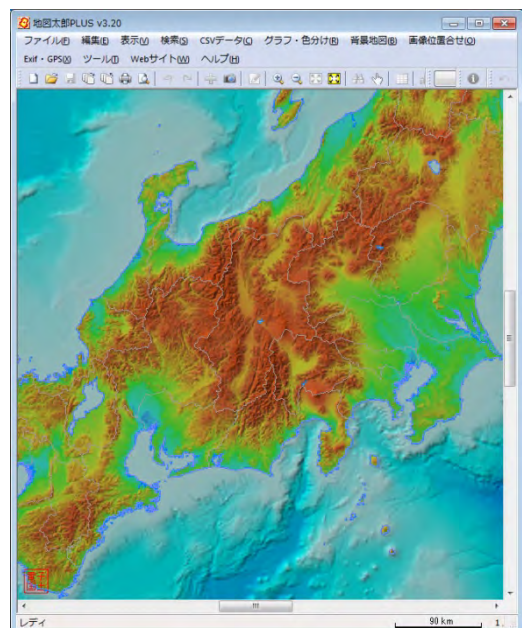 地図太郎PLUS v3.20
ファイル(F) 編集(E) 表示(V) 検索(S) CSVデータ(C) グラフ・色分け(R) 背景地図(B) 画像位置合せ(O)
Exif・GPS(X) ツール(T) Webサイト(W) ヘルプ(H)
レディ 90 km 1